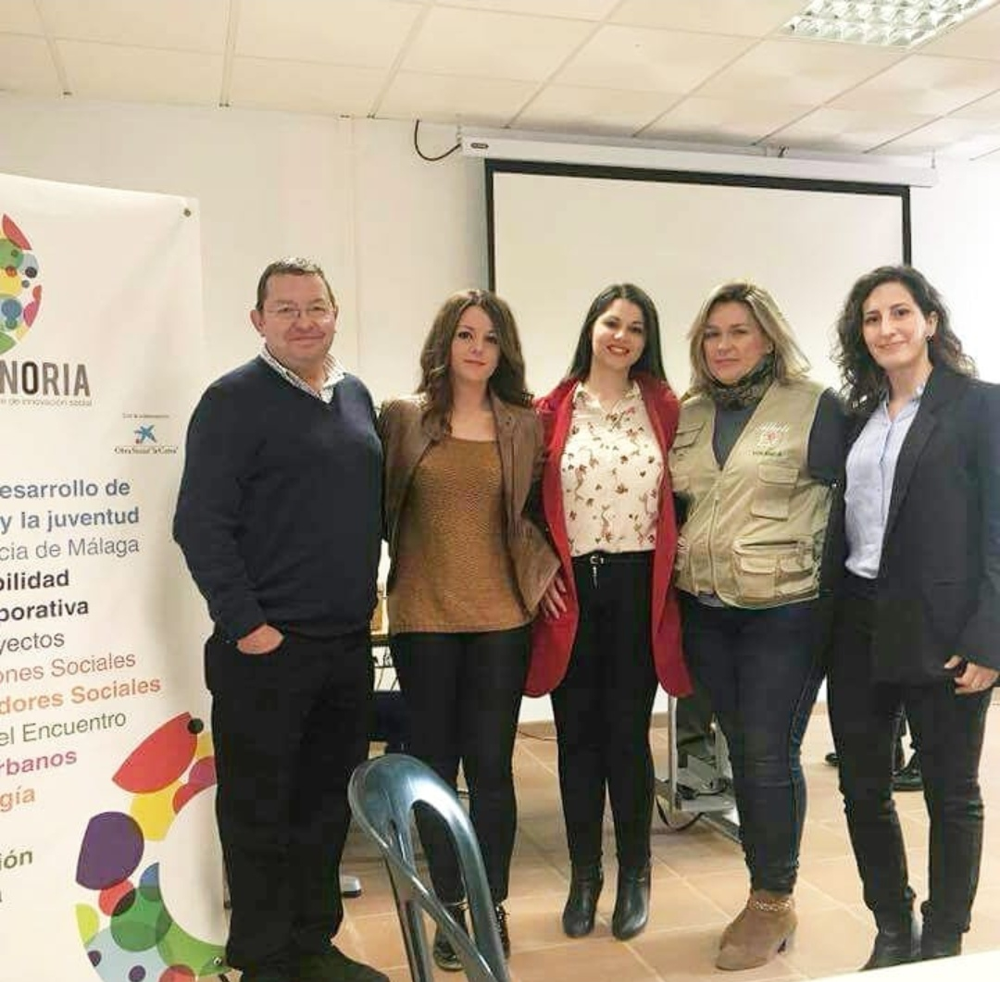 NORIA
de innovación social
Obra Social "la Caixa"
esarrollo de
y la juventud
cia de Málaga
bilidad
porativa
yectos
ones Sociales
dores Sociales
el Encuentro
rbanos
gía
ión